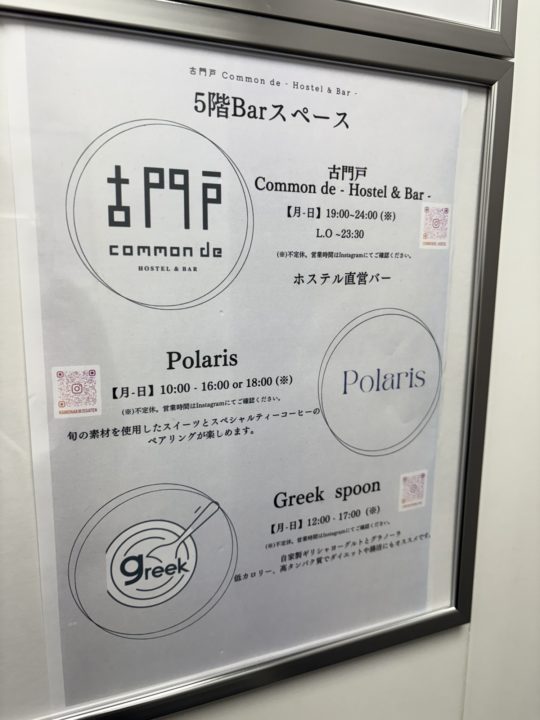 古門戸 Common de - Hostel & Bar -
5階Barスペース
古門戸
common de
HOSTEL & BAR
古門戸
Common de - Hostel & Bar -
【月-日】19:00~24:00 (※)
L.O ~23:30
(※)不定休。営業時間はInstagramにてご確認ください。
ホステル直営バー
Polaris
【月-日】10:00 - 16:00 or 18:00 (※)
(※)不定休。営業時間はInstagramにてご確認ください。
旬の素材を使用したスイーツとスペシャルティーコーヒーの
ペアリングが楽しめます。
Polaris
Greek spoon
【月-日】12:00 - 17:00 (※)
(※)不定休。営業時間はInstagramにてご確認ください。
自家製ギリシャヨーグルトとグラノーラ
低カロリー、高タンパク質でダイエットや腸活にもオススメです。
greek